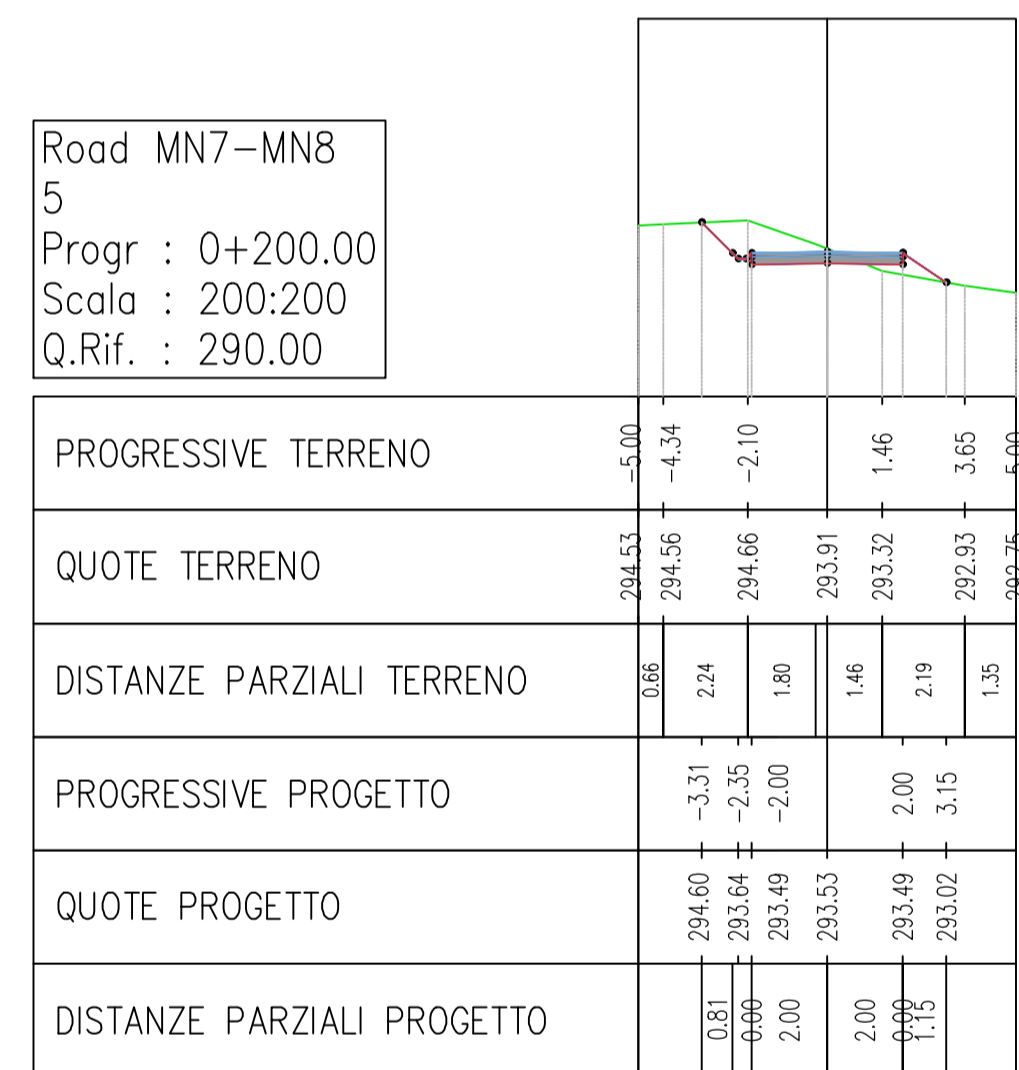 Road MN7-MN8
5
Progr : 0+200.00
Scala : 200:200
Q.Rif. : 290.00
PROGRESSIVE TERRENO -5.00 -4.34 -2.10 1.46 3.65 5.00
QUOTE TERRENO 294.53 294.56 294.66 293.91 293.32 292.93 292.75
DISTANZE PARZIALI TERRENO 0.66 2.24 1.80 1.46 2.19 1.35
PROGRESSIVE PROGETTO -3.31 -2.35 -2.00 2.00 3.15
QUOTE PROGETTO 294.60 293.64 293.49 293.53 293.49 293.02
DISTANZE PARZIALI PROGETTO 0.81 0.00 2.00 2.00 0.00 1.15